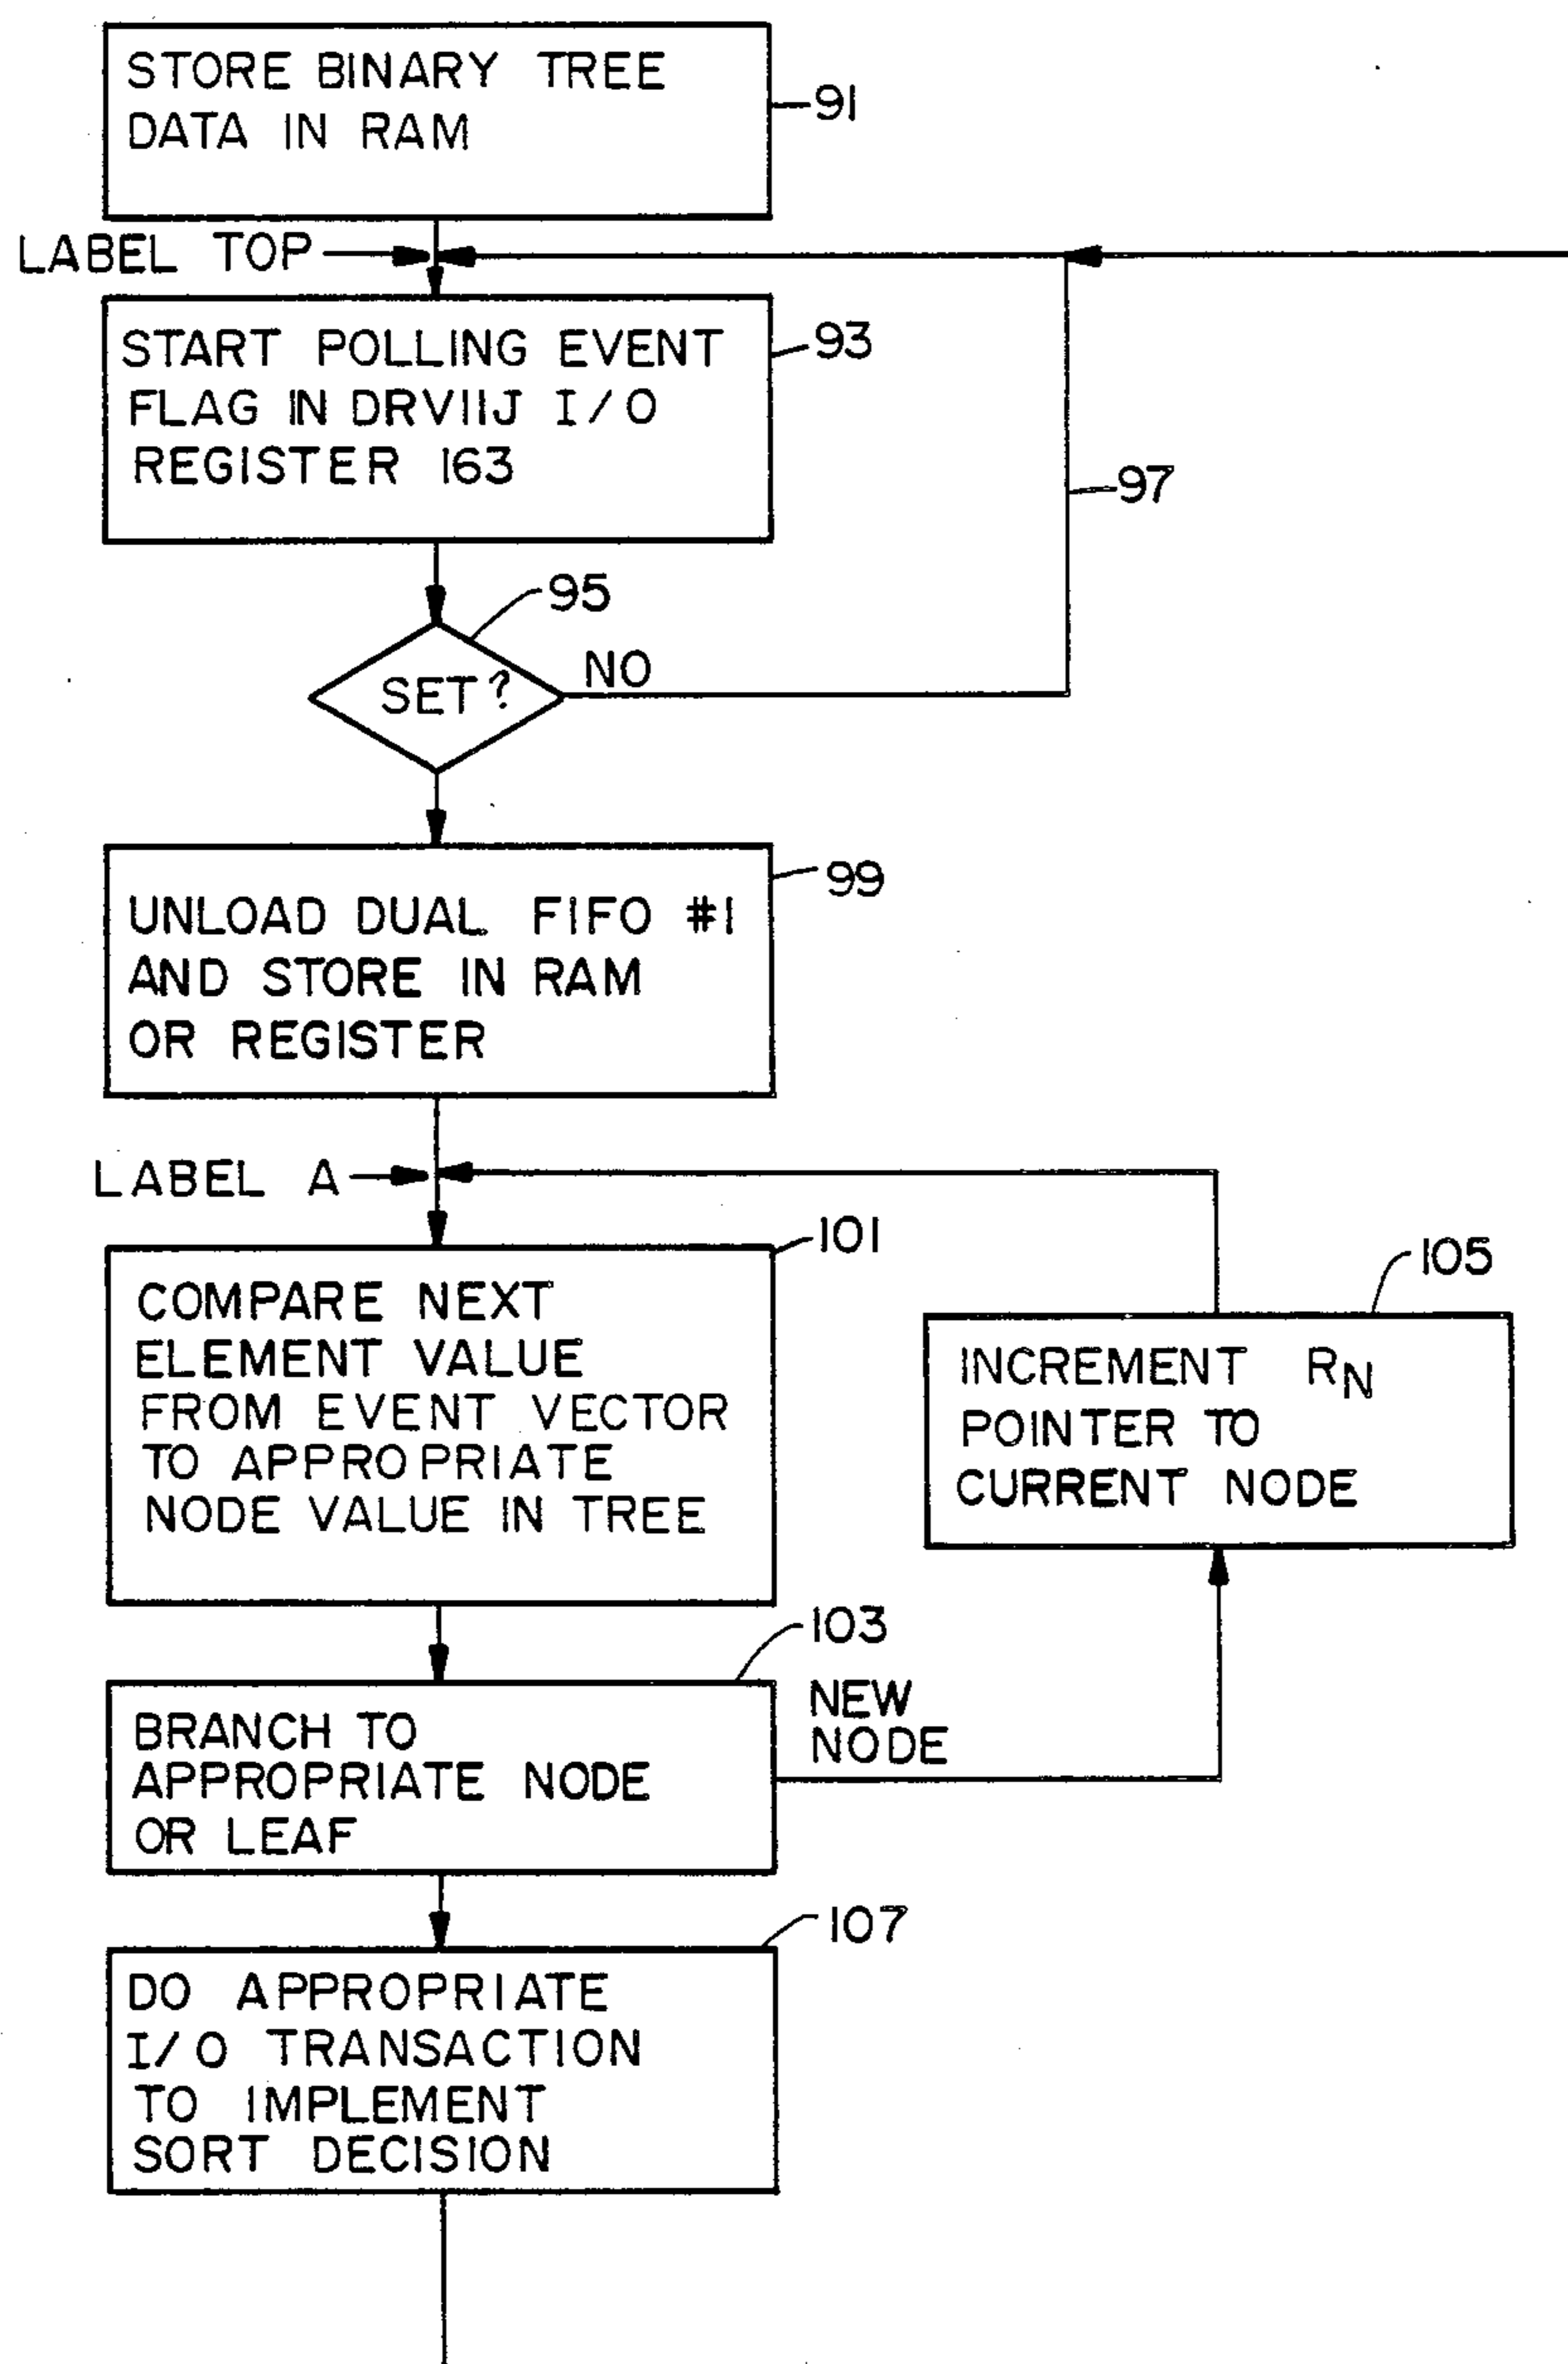 STORE BINARY TREE
DATA IN RAM
91
LABEL TOP
START POLLING EVENT
FLAG IN DRV11J I/O
REGISTER 163
93
97
95
SET?
NO
UNLOAD DUAL FIFO #1
AND STORE IN RAM
OR REGISTER
99
LABEL A
101
COMPARE NEXT
ELEMENT VALUE
FROM EVENT VECTOR
TO APPROPRIATE
NODE VALUE IN TREE
105
INCREMENT RN
POINTER TO
CURRENT NODE
103
BRANCH TO
APPROPRIATE NODE
OR LEAF
NEW
NODE
107
DO APPROPRIATE
I/O TRANSACTION
TO IMPLEMENT
SORT DECISION